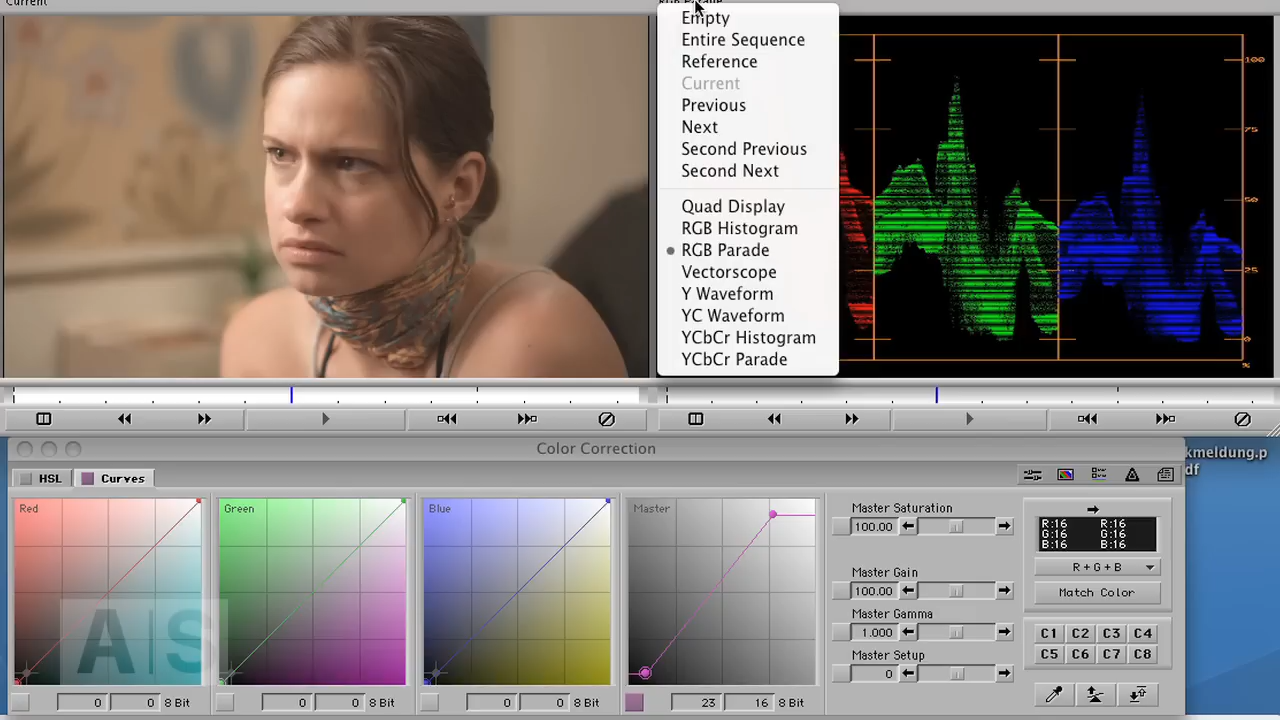 Current
RGB Parade
Empty
Entire Sequence
Reference
Current
Previous
Next
Second Previous
Second Next
Quad Display
RGB Histogram
RGB Parade
Vectorscope
Y Waveform
YC Waveform
YCbCr Histogram
YCbCr Parade
100
75
50
25
0
%
Color Correction
kmeldung.p
df
HSL
Curves
Red
Green
Blue
Master
A|S
0 0 8 Bit
0 0 8 Bit
0 0 8 Bit
23 16 8 Bit
Master Saturation
100.00
Master Gain
100.00
Master Gamma
1.000
Master Setup
0
R:16 R:16
G:16 G:16
B:16 B:16
R + G + B
Match Color
C1 C2 C3 C4
C5 C6 C7 C8